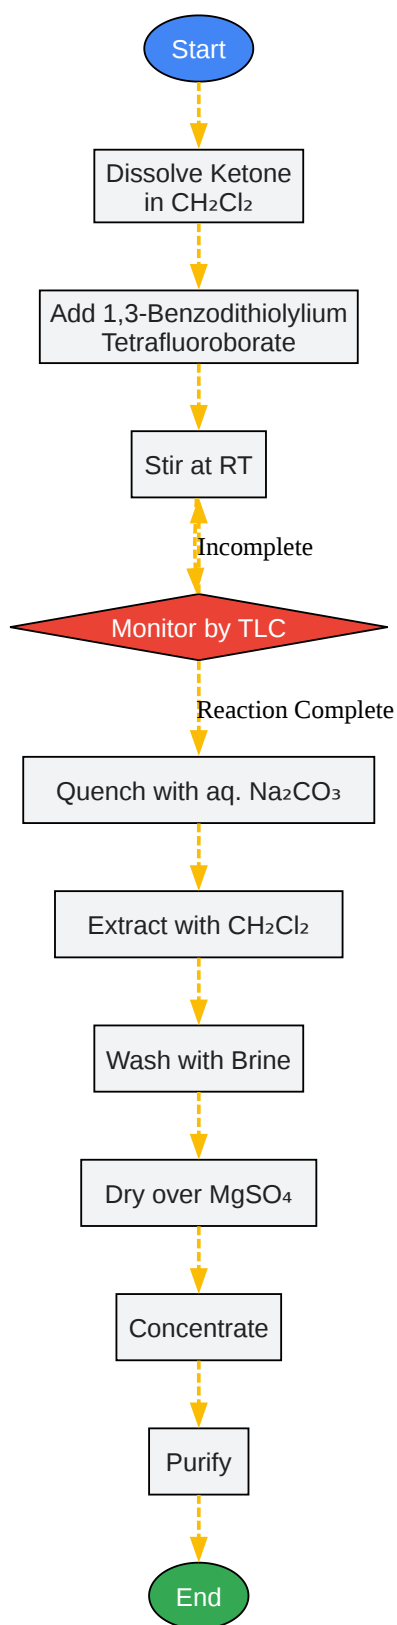 Start
Dissolve Ketone
in CH₂Cl₂
Add 1,3-Benzodithiolylium
Tetrafluoroborate
Stir at RT
Incomplete
Monitor by TLC
Reaction Complete
Quench with aq. Na₂CO₃
Extract with CH₂Cl₂
Wash with Brine
Dry over MgSO₄
Concentrate
Purify
End